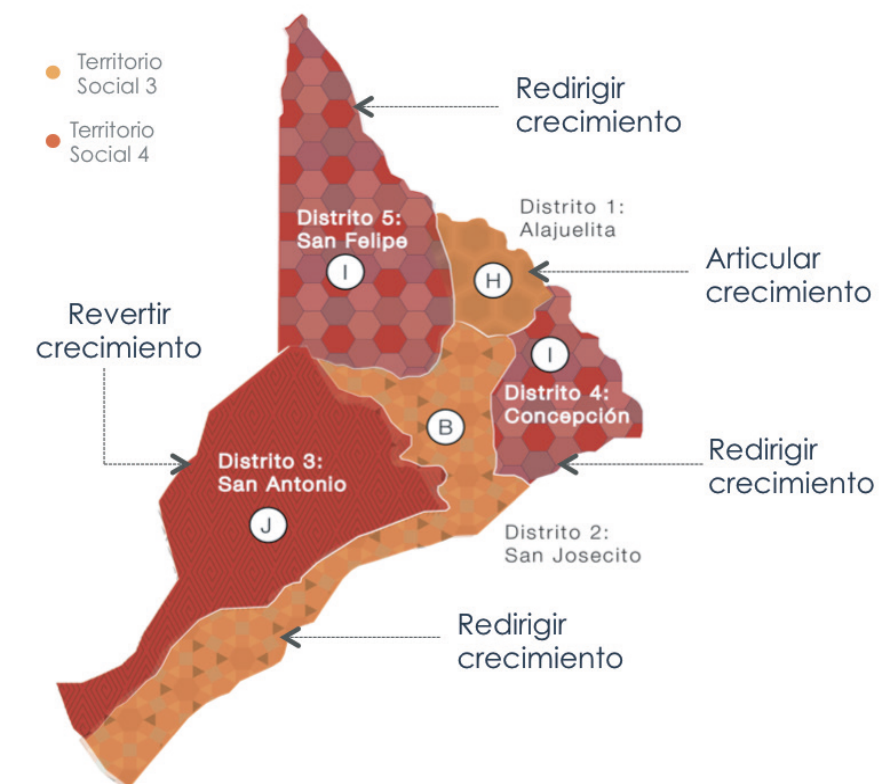 Territorio
Social 3
Territorio
Social 4
Redirigir
crecimiento
Distrito 5:
San Felipe
I
Distrito 1:
Alajuelita
H
Articular
crecimiento
Revertir
crecimiento
I
Distrito 4:
Concepción
B
Distrito 3:
San Antonio
J
Redirigir
crecimiento
Distrito 2:
San Josecito
Redirigir
crecimiento